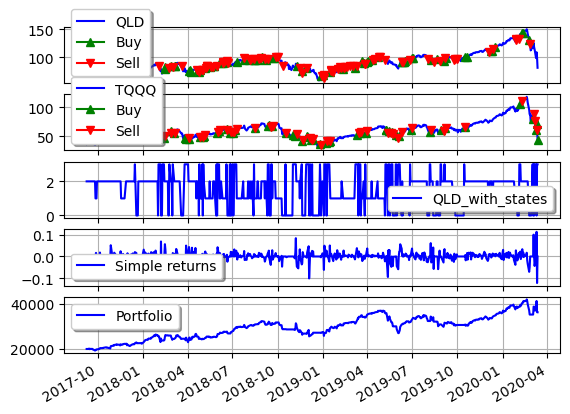 QLD
Buy
Sell
150
100
TQQQ
Buy
Sell
100
50
QLD_with_states
2
0
Simple returns
0.1
0.0
−0.1
Portfolio
40000
20000
2017-10
2018-01
2018-04
2018-07
2018-10
2019-01
2019-04
2019-07
2019-10
2020-01
2020-04